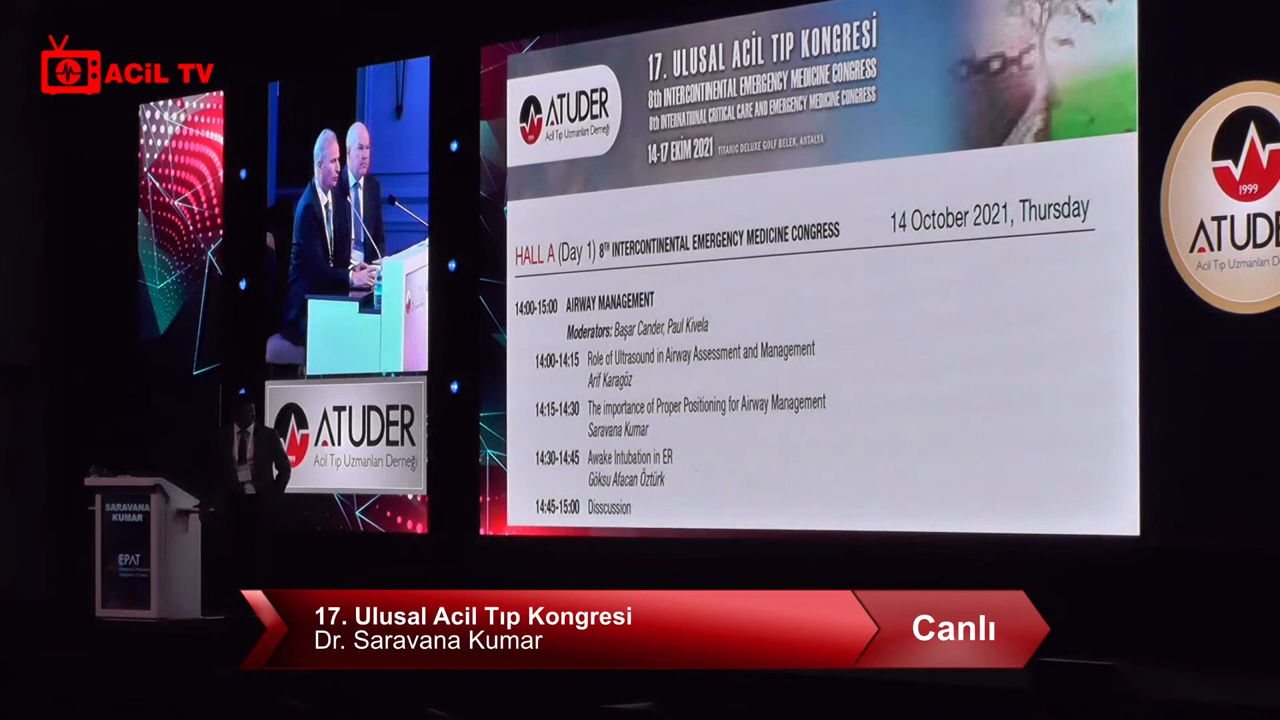 ACİL TV
17. ULUSAL ACİL TIP KONGRESİ
8th INTERCONTINENTAL EMERGENCY MEDICINE CONGRESS
8th INTERNATIONAL CRITICAL CARE AND EMERGENCY MEDICINE CONGRESS
14-17 EKİM 2021 TITANIC DELUXE GOLF BELEK, ANTALYA
ATUDER
Acil Tıp Uzmanları Derneği
1999
HALL A (Day 1) 8TH INTERCONTINENTAL EMERGENCY MEDICINE CONGRESS 14 October 2021, Thursday
14:00-15:00 AIRWAY MANAGEMENT
Moderators: Başar Cander, Paul Kivela
14:00-14:15 Role of Ultrasound in Airway Assessment and Management
Arif Karagöz
14:15-14:30 The importance of Proper Positioning for Airway Management
Saravana Kumar
14:30-14:45 Awake Intubation in ER
Göksu Afacan Öztürk
14:45-15:00 Disscussion
1999
ATUDE
Acil Tıp Uzmanları De
ATUDER
Acil Tıp Uzmanları Derneği
1999
SARAVANA
KUMAR
EPAT
17. Ulusal Acil Tıp Kongresi
Dr. Saravana Kumar
Canlı